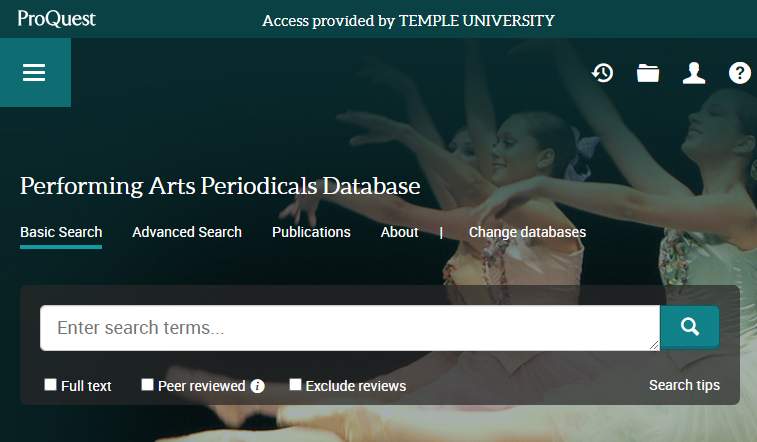 ProQuest
Access provided by TEMPLE UNIVERSITY
Performing Arts Periodicals Database
Basic Search Advanced Search Publications About | Change databases
Enter search terms...
Full text Peer reviewed Exclude reviews Search tips